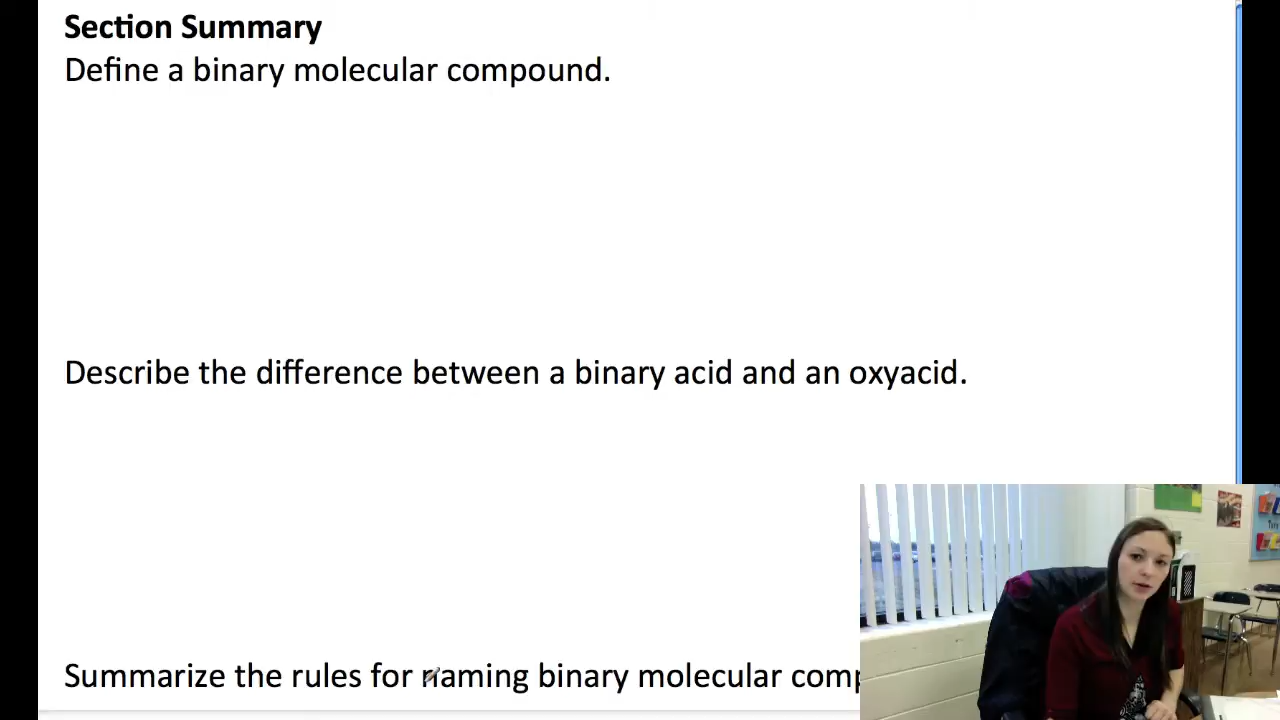 Section Summary
Define a binary molecular compound.
Describe the difference between a binary acid and an oxyacid.
Summarize the rules for naming binary molecular comp